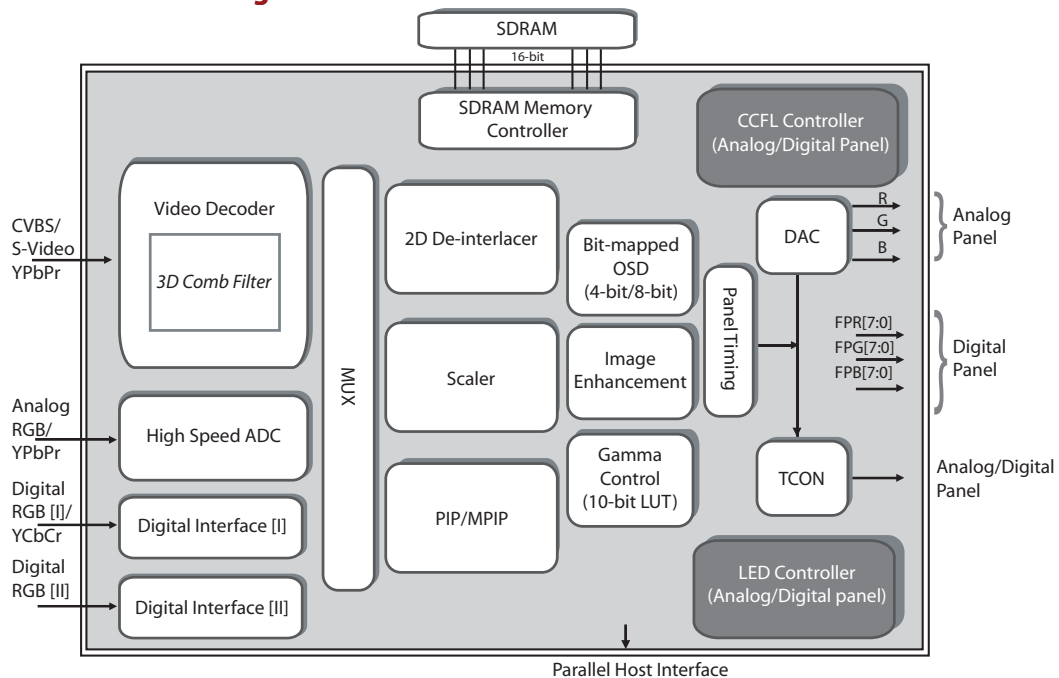 SDRAM
16-bit
SDRAM Memory
Controller
CCFL Controller
(Analog/Digital Panel)
Video Decoder
3D Comb Filter
CVBS/
S-Video
YPbPr
MUX
2D De-interlacer
Bit-mapped
OSD
(4-bit/8-bit)
Panel Timing
DAC
R
G
B
Analog
Panel
FPR[7:0]
FPG[7:0]
FPB[7:0]
Digital
Panel
Scaler
Image
Enhancement
Analog
RGB/
YPbPr
High Speed ADC
Gamma
Control
(10-bit LUT)
TCON
Analog/Digital
Panel
Digital
RGB [I]/
YCbCr
Digital Interface [I]
PIP/MPIP
Digital
RGB [II]
Digital Interface [II]
LED Controller
(Analog/Digital panel)
Parallel Host Interface